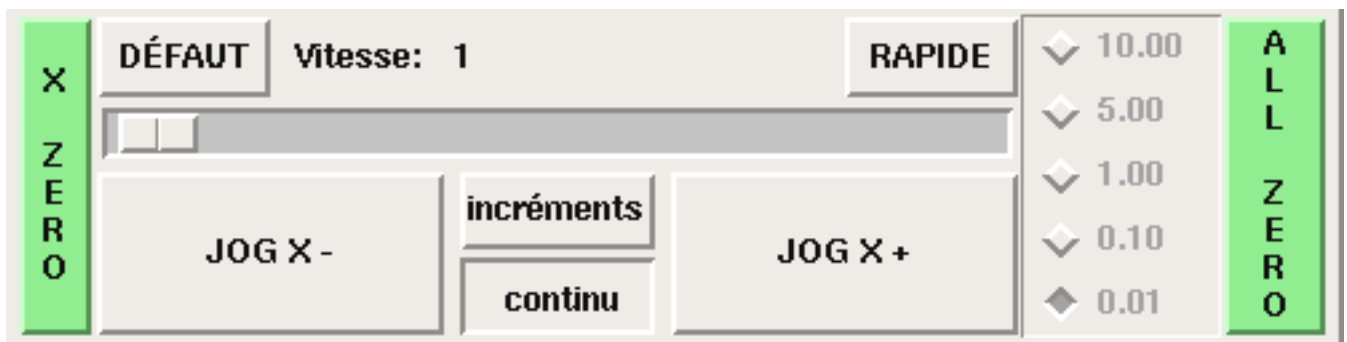 X ZERO
DÉFAUT Vitesse: 1 RAPIDE
incréments
JOG X - JOG X +
continu
10.00
5.00
1.00
0.10
0.01
ALL ZERO